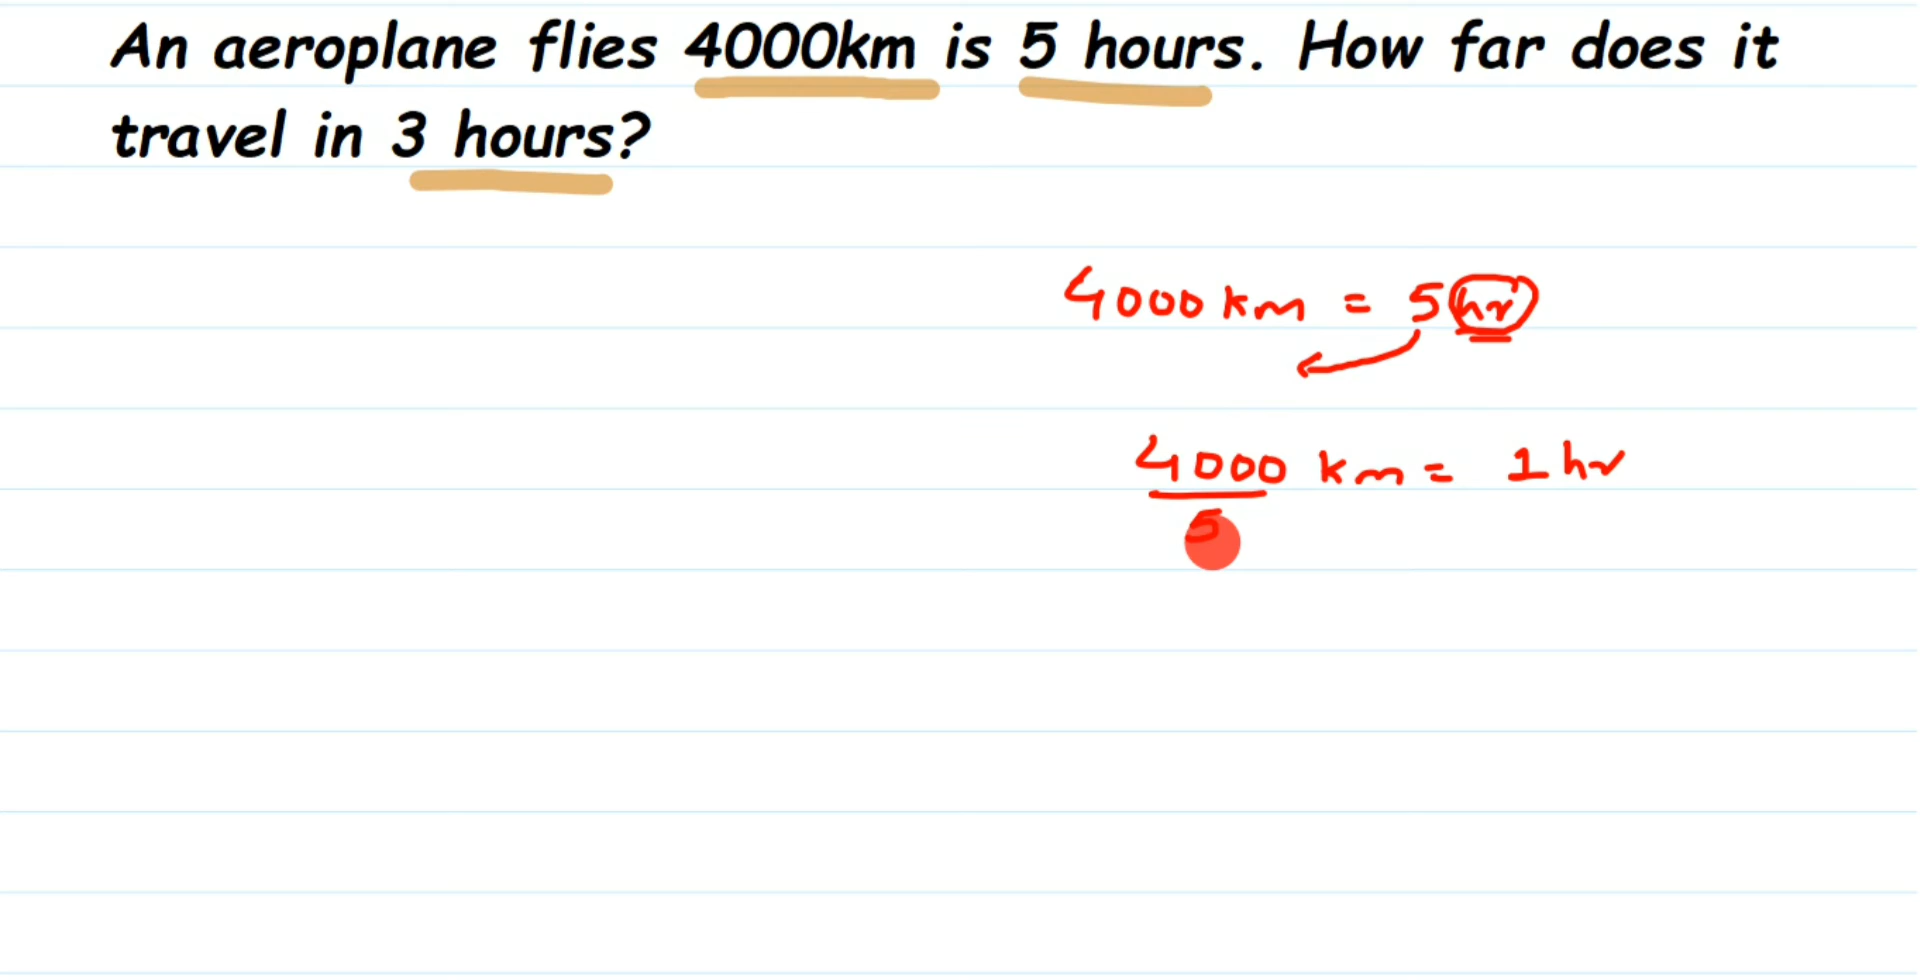 An aeroplane flies 4000km is 5 hours. How far does it
travel in 3 hours?
4000 km = 5 hr
4000 km = 1 hr
5